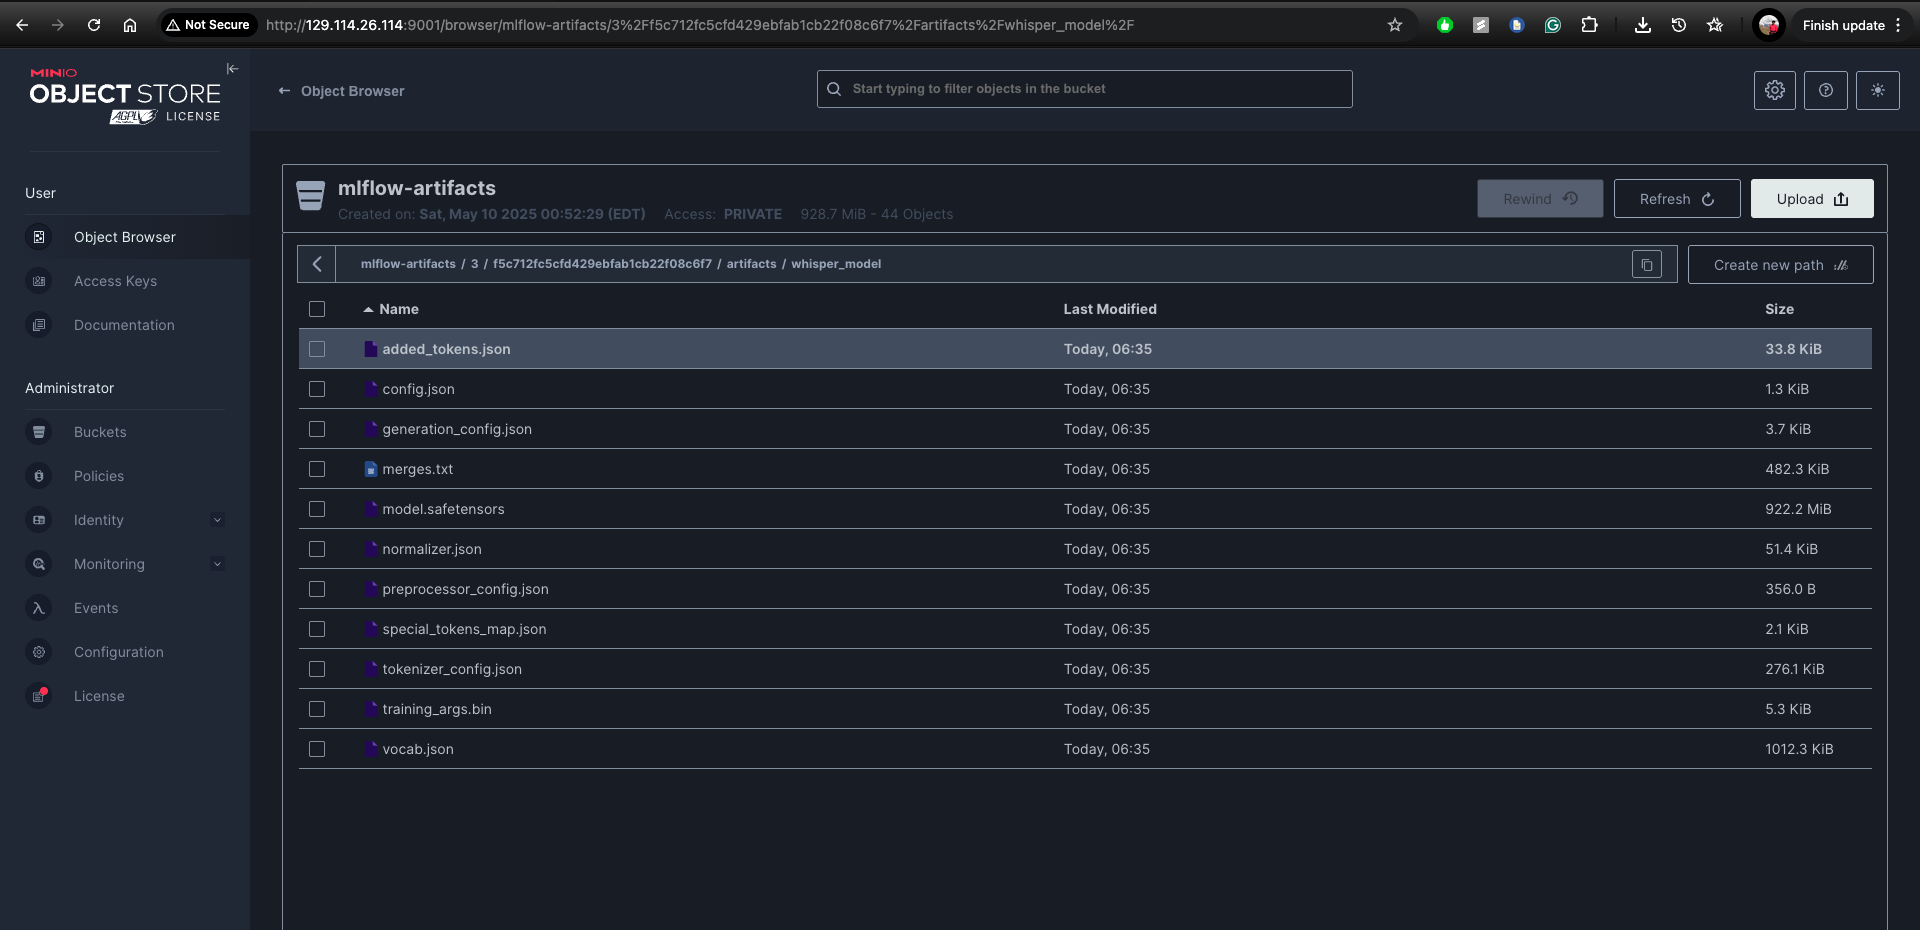 Not Secure http://129.114.26.114:9001/browser/mlflow-artifacts/3%2Ff5c712fc5cfd429ebfab1cb22f08c6f7%2Fartifacts%2Fwhisper_model%2F Finish update
MINIO
OBJECT STORE
AGPL LICENSE
Object Browser
Start typing to filter objects in the bucket
User
Object Browser
Access Keys
Documentation
Administrator
Buckets
Policies
Identity
Monitoring
Events
Configuration
License
mlflow-artifacts
Created on: Sat, May 10 2025 00:52:29 (EDT) Access: PRIVATE 928.7 MiB - 44 Objects
Rewind
Refresh
Upload
mlflow-artifacts / 3 / f5c712fc5cfd429ebfab1cb22f08c6f7 / artifacts / whisper_model
Create new path
Name Last Modified Size
added_tokens.json Today, 06:35 33.8 KiB
config.json Today, 06:35 1.3 KiB
generation_config.json Today, 06:35 3.7 KiB
merges.txt Today, 06:35 482.3 KiB
model.safetensors Today, 06:35 922.2 MiB
normalizer.json Today, 06:35 51.4 KiB
preprocessor_config.json Today, 06:35 356.0 B
special_tokens_map.json Today, 06:35 2.1 KiB
tokenizer_config.json Today, 06:35 276.1 KiB
training_args.bin Today, 06:35 5.3 KiB
vocab.json Today, 06:35 1012.3 KiB